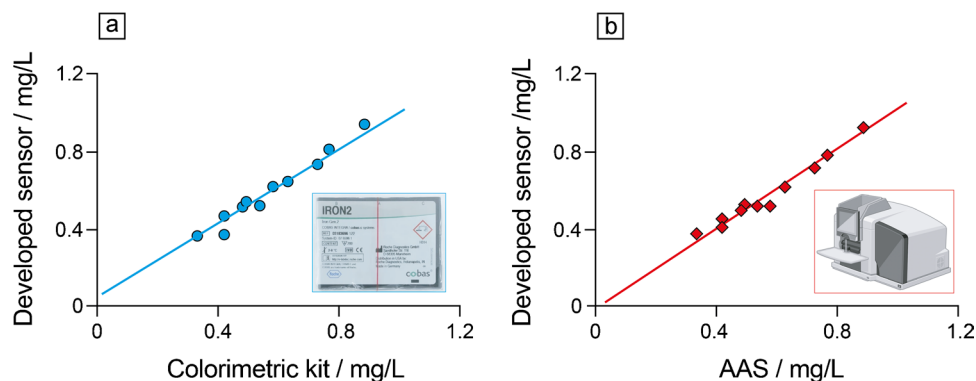 a
Developed sensor / mg/L
1.2
0.8
0.4
0
0
0.4
0.8
1.2
Colorimetric kit / mg/L
IRON2
cobas
b
Developed sensor /mg/L
1.2
0.8
0.4
0
0
0.4
0.8
1.2
AAS / mg/L